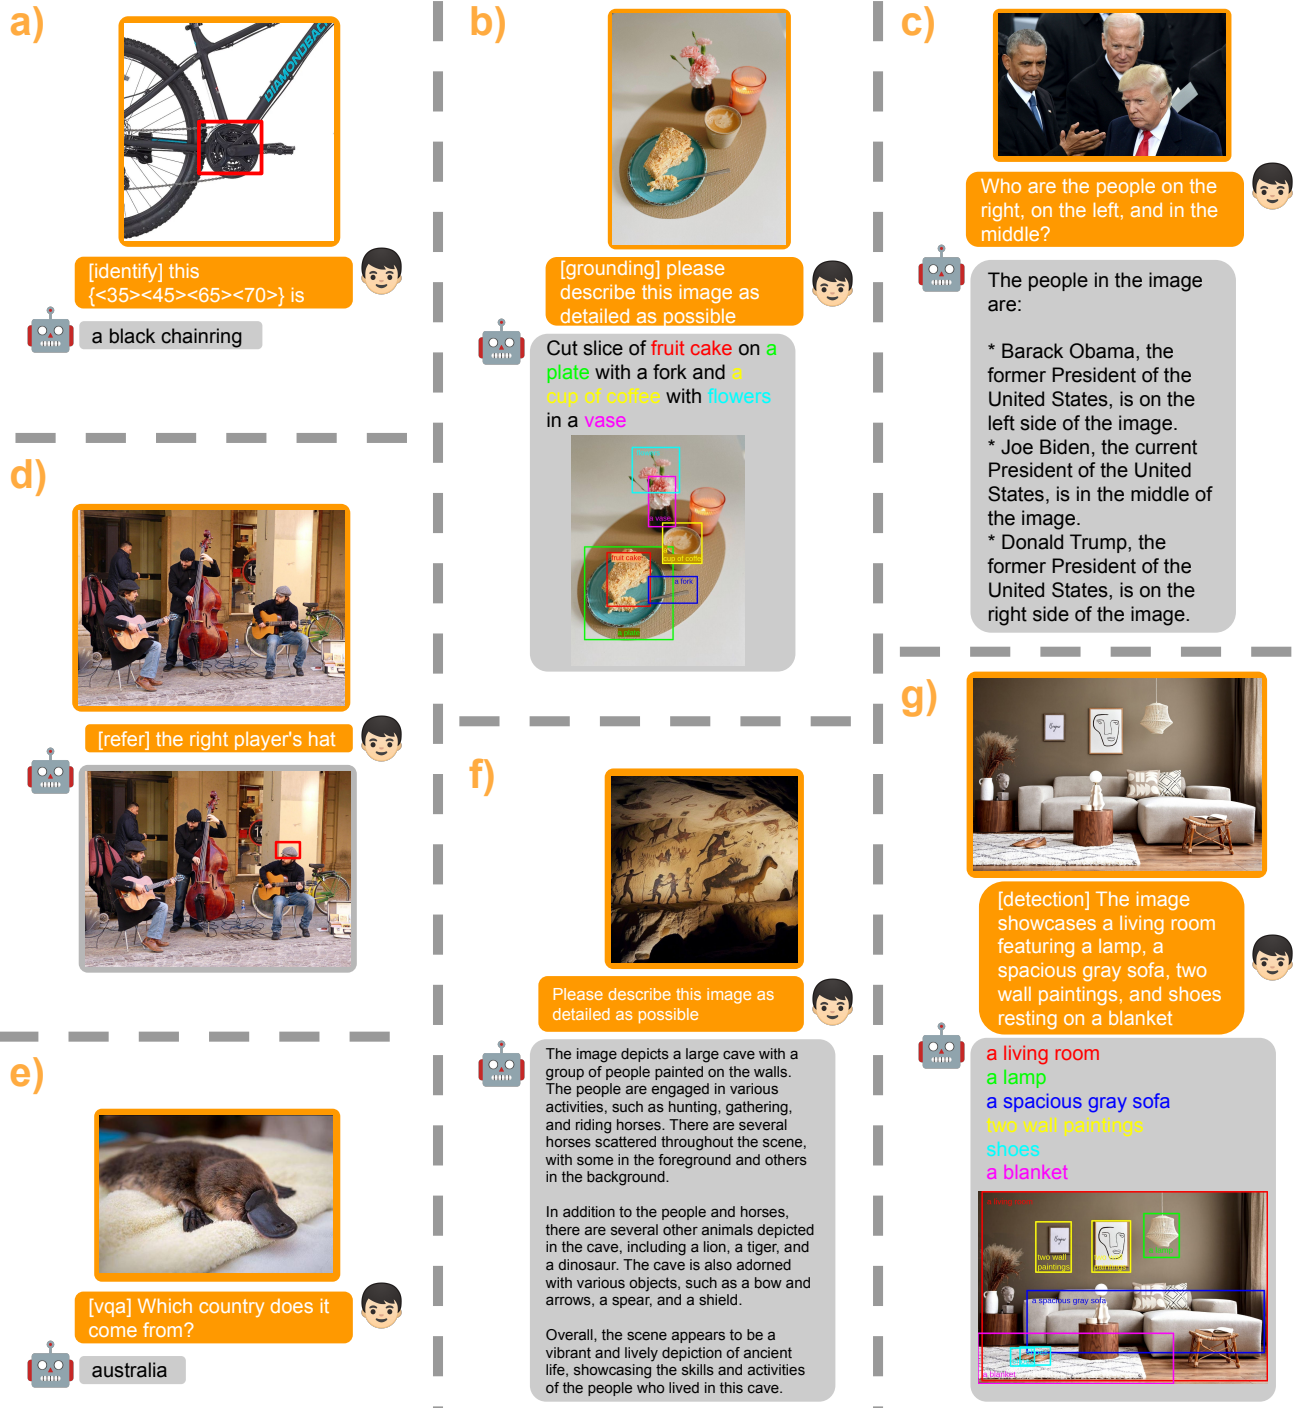 a)
DIAMONDBACK
[identify] this
{<35><45><65><70>} is
a black chainring
b)
[grounding] please
describe this image as
detailed as possible
Cut slice of fruit cake on a
plate with a fork and a
cup of coffee with flowers
in a vase
a vase
cup of coffe
fruit cake
a fork
a plate
c)
Who are the people on the
right, on the left, and in the
middle?
The people in the image
are:
* Barack Obama, the
former President of the
United States, is on the
left side of the image.
* Joe Biden, the current
President of the United
States, is in the middle of
the image.
* Donald Trump, the
former President of the
United States, is on the
right side of the image.
d)
[refer] the right player's hat
e)
[vqa] Which country does it
come from?
australia
f)
Please describe this image as
detailed as possible
The image depicts a large cave with a
group of people painted on the walls.
The people are engaged in various
activities, such as hunting, gathering,
and riding horses. There are several
horses scattered throughout the scene,
with some in the foreground and others
in the background.
In addition to the people and horses,
there are several other animals depicted
in the cave, including a lion, a tiger, and
a dinosaur. The cave is also adorned
with various objects, such as a bow and
arrows, a spear, and a shield.
Overall, the scene appears to be a
vibrant and lively depiction of ancient
life, showcasing the skills and activities
of the people who lived in this cave.
g)
[detection] The image
showcases a living room
featuring a lamp, a
spacious gray sofa, two
wall paintings, and shoes
resting on a blanket
a living room
a lamp
a spacious gray sofa
two wall paintings
shoes
a blanket
a living room
two wall
paintings
two wall
paintings
a spacious gray sofa
a blanket